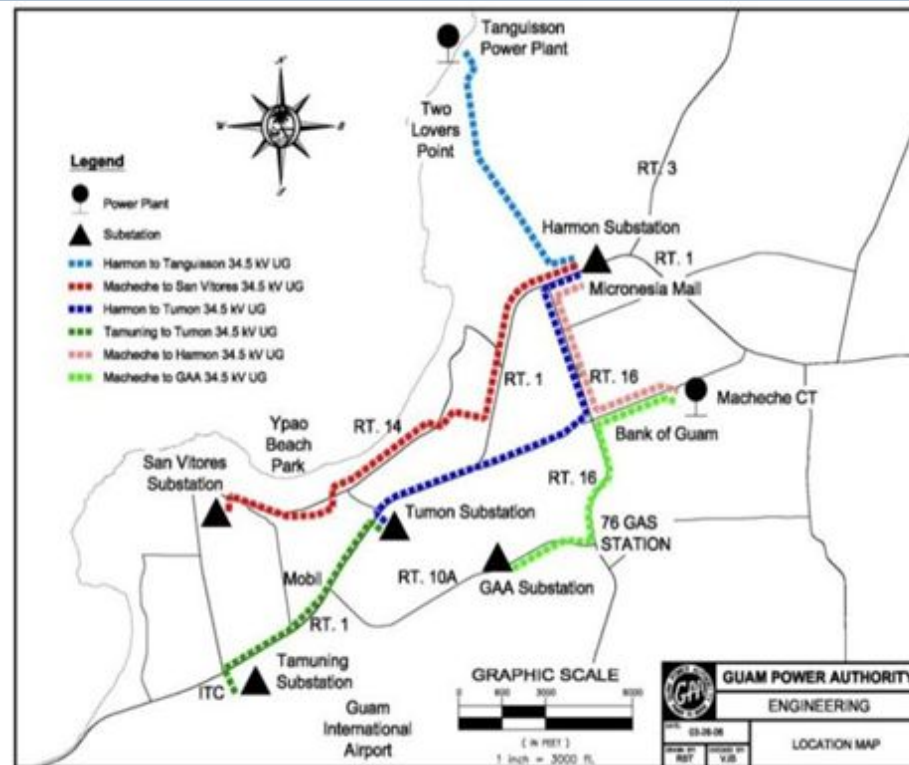 Tanguisson
Power Plant
Two
Lovers
Point
N
W
S
Legend
Power Plant
Substation
Harmon to Tanguisson 34.5 kV UG
Macheche to San Vitores 34.5 kV UG
Harmon to Tumon 34.5 kV UG
Tamuning to Tumon 34.5 kV UG
Macheche to Harmon 34.5 kV UG
Macheche to GAA 34.5 kV UG
RT. 3
Harmon Substation
RT. 1
Micronesia Mall
RT. 1
RT. 16
Macheche CT
Bank of Guam
RT. 14
Ypao
Beach
Park
San Vitores
Substation
RT. 16
Tumon Substation
76 GAS
STATION
Mobil
RT. 10A
GAA Substation
RT. 1
Tamuning
Substation
ITC
Guam
International
Airport
GRAPHIC SCALE
0
3000
6000
( IN FEET )
1 inch = 3000 ft.
GUAM POWER AUTHORITY
ENGINEERING
LOCATION MAP